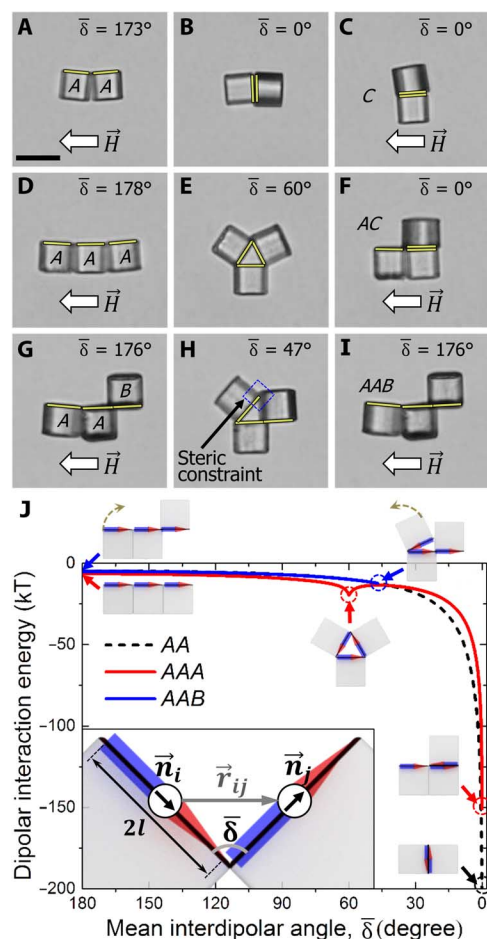 A δ̅ = 173°
A A
H⃗
B δ̅ = 0°
C δ̅ = 0°
C
H⃗
D δ̅ = 178°
A A A
H⃗
E δ̅ = 60°
F δ̅ = 0°
AC
H⃗
G δ̅ = 176°
B
A A
H⃗
H δ̅ = 47°
Steric
constraint
I δ̅ = 176°
AAB
H⃗
J
Dipolar interaction energy (kT)
0
−50
−100
−150
−200
AA
AAA
AAB
n⃗i
r⃗ij
n⃗j
2l
δ̅
180 150 120 90 60 30 0
Mean interdipolar angle, δ̅ (degree)